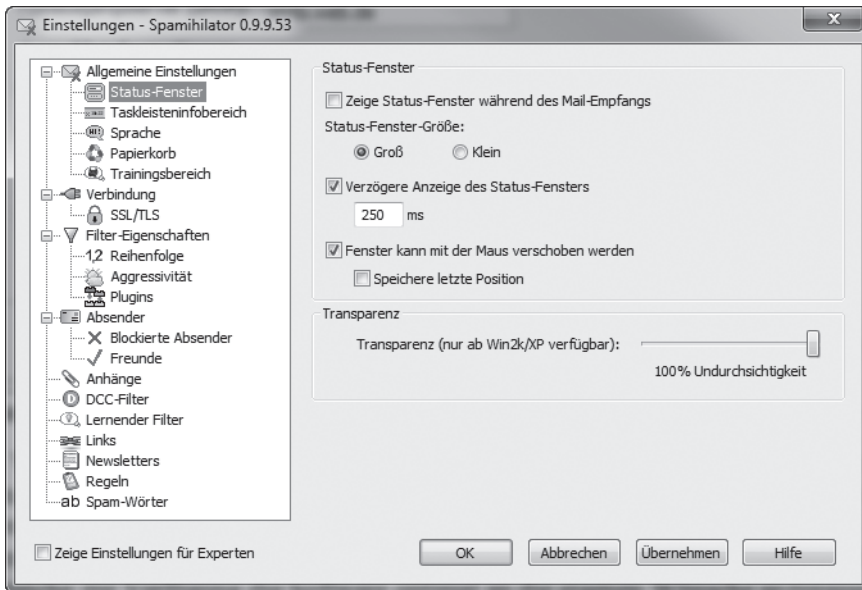 Einstellungen - Spamihilator 0.9.9.53
Allgemeine Einstellungen
Status-Fenster
Taskleisteninfobereich
Sprache
Papierkorb
Trainingsbereich
Verbindung
SSL/TLS
Filter-Eigenschaften
1,2 Reihenfolge
Aggressivität
Plugins
Absender
Blockierte Absender
Freunde
Anhänge
DCC-Filter
Lernender Filter
Links
Newsletters
Regeln
ab Spam-Wörter
Zeige Einstellungen für Experten
Status-Fenster
Zeige Status-Fenster während des Mail-Empfangs
Status-Fenster-Größe:
Groß Klein
Verzögere Anzeige des Status-Fensters
250 ms
Fenster kann mit der Maus verschoben werden
Speichere letzte Position
Transparenz
Transparenz (nur ab Win2k/XP verfügbar):
100% Undurchsichtigkeit
OK Abbrechen Übernehmen Hilfe